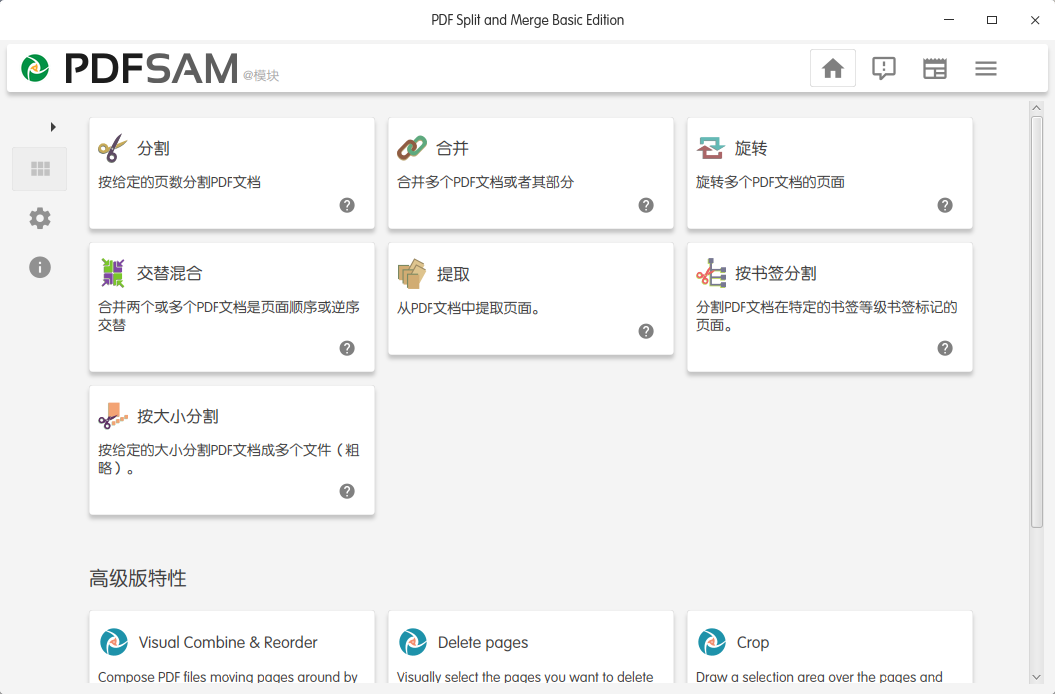 PDF Split and Merge Basic Edition
PDFSAM @模块
分割
按给定的页数分割PDF文档
合并
合并多个PDF文档或者其部分
旋转
旋转多个PDF文档的页面
交替混合
合并两个或多个PDF文档是页面顺序或逆序
交替
提取
从PDF文档中提取页面。
按书签分割
分割PDF文档在特定的书签等级书签标记的
页面。
按大小分割
按给定的大小分割PDF文档成多个文件（粗
略）。
高级版特性
Visual Combine & Reorder
Compose PDF files moving pages around by
Delete pages
Visually select the pages you want to delete
Crop
Draw a selection area over the pages and